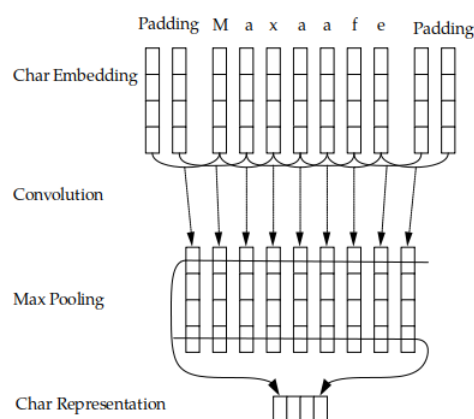 Padding M a x a a f e Padding
Char Embedding
Convolution
Max Pooling
Char Representation